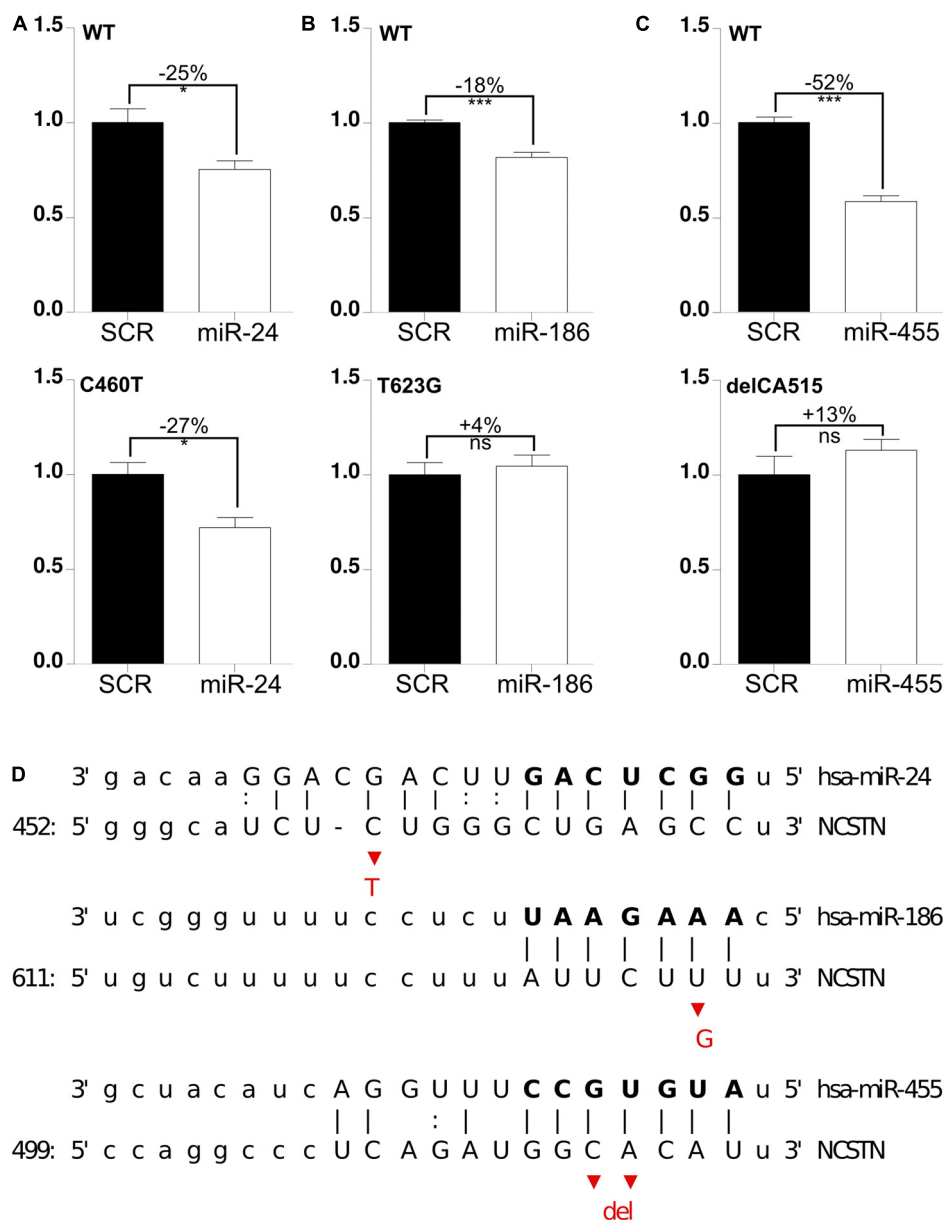 A
WT
1.5
1.0
0.5
0.0
-25%
*
SCR
miR-24
B
WT
1.5
1.0
0.5
0.0
-18%
***
SCR
miR-186
C
WT
1.5
1.0
0.5
0.0
-52%
***
SCR
miR-455
C460T
1.5
1.0
0.5
0.0
-27%
*
SCR
miR-24
T623G
1.5
1.0
0.5
0.0
+4%
ns
SCR
miR-186
delCA515
1.5
1.0
0.5
0.0
+13%
ns
SCR
miR-455
D
3' g a c a a G G A C G A C U U G A C U C G G u 5' hsa-miR-24
: | | | | | : : | | | | | | |
452: 5' g g g c a U C U - C U G G G C U G A G C C u 3' NCSTN
T
3' u c g g g u u u u c c u c u U A A G A A A c 5' hsa-miR-186
| | | | | | |
611: 5' u g u c u u u u u c c u u u A U U C U U U u 3' NCSTN
G
3' g c u a c a u c A G G U U U C C G U G U A u 5' hsa-miR-455
| | : | | | | | | | |
499: 5' c c a g g c c c U C A G A U G G C A C A U u 3' NCSTN
del